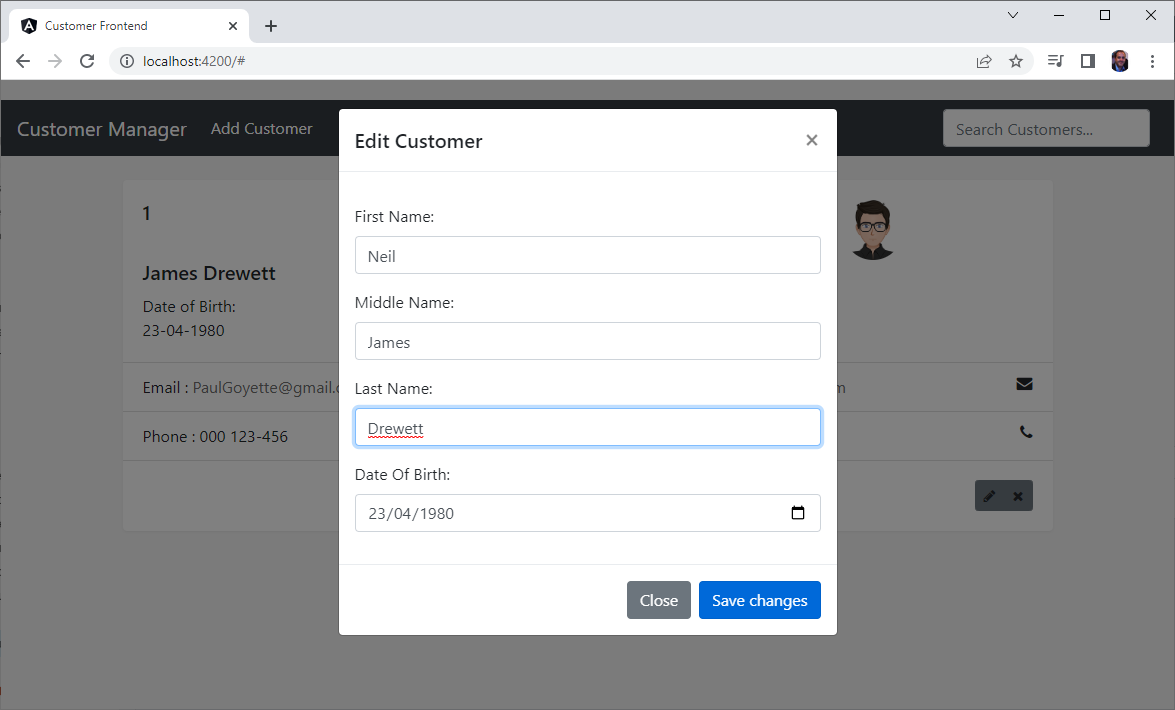 Customer Frontend
localhost:4200/#
Customer Manager Add Customer
Search Customers...
Edit Customer
First Name:
Neil
Middle Name:
James
Last Name:
Drewett
Date Of Birth:
23/04/1980
Close Save changes
1
James Drewett
Date of Birth:
23-04-1980
Email : PaulGoyette@gmail.
Phone : 000 123-456